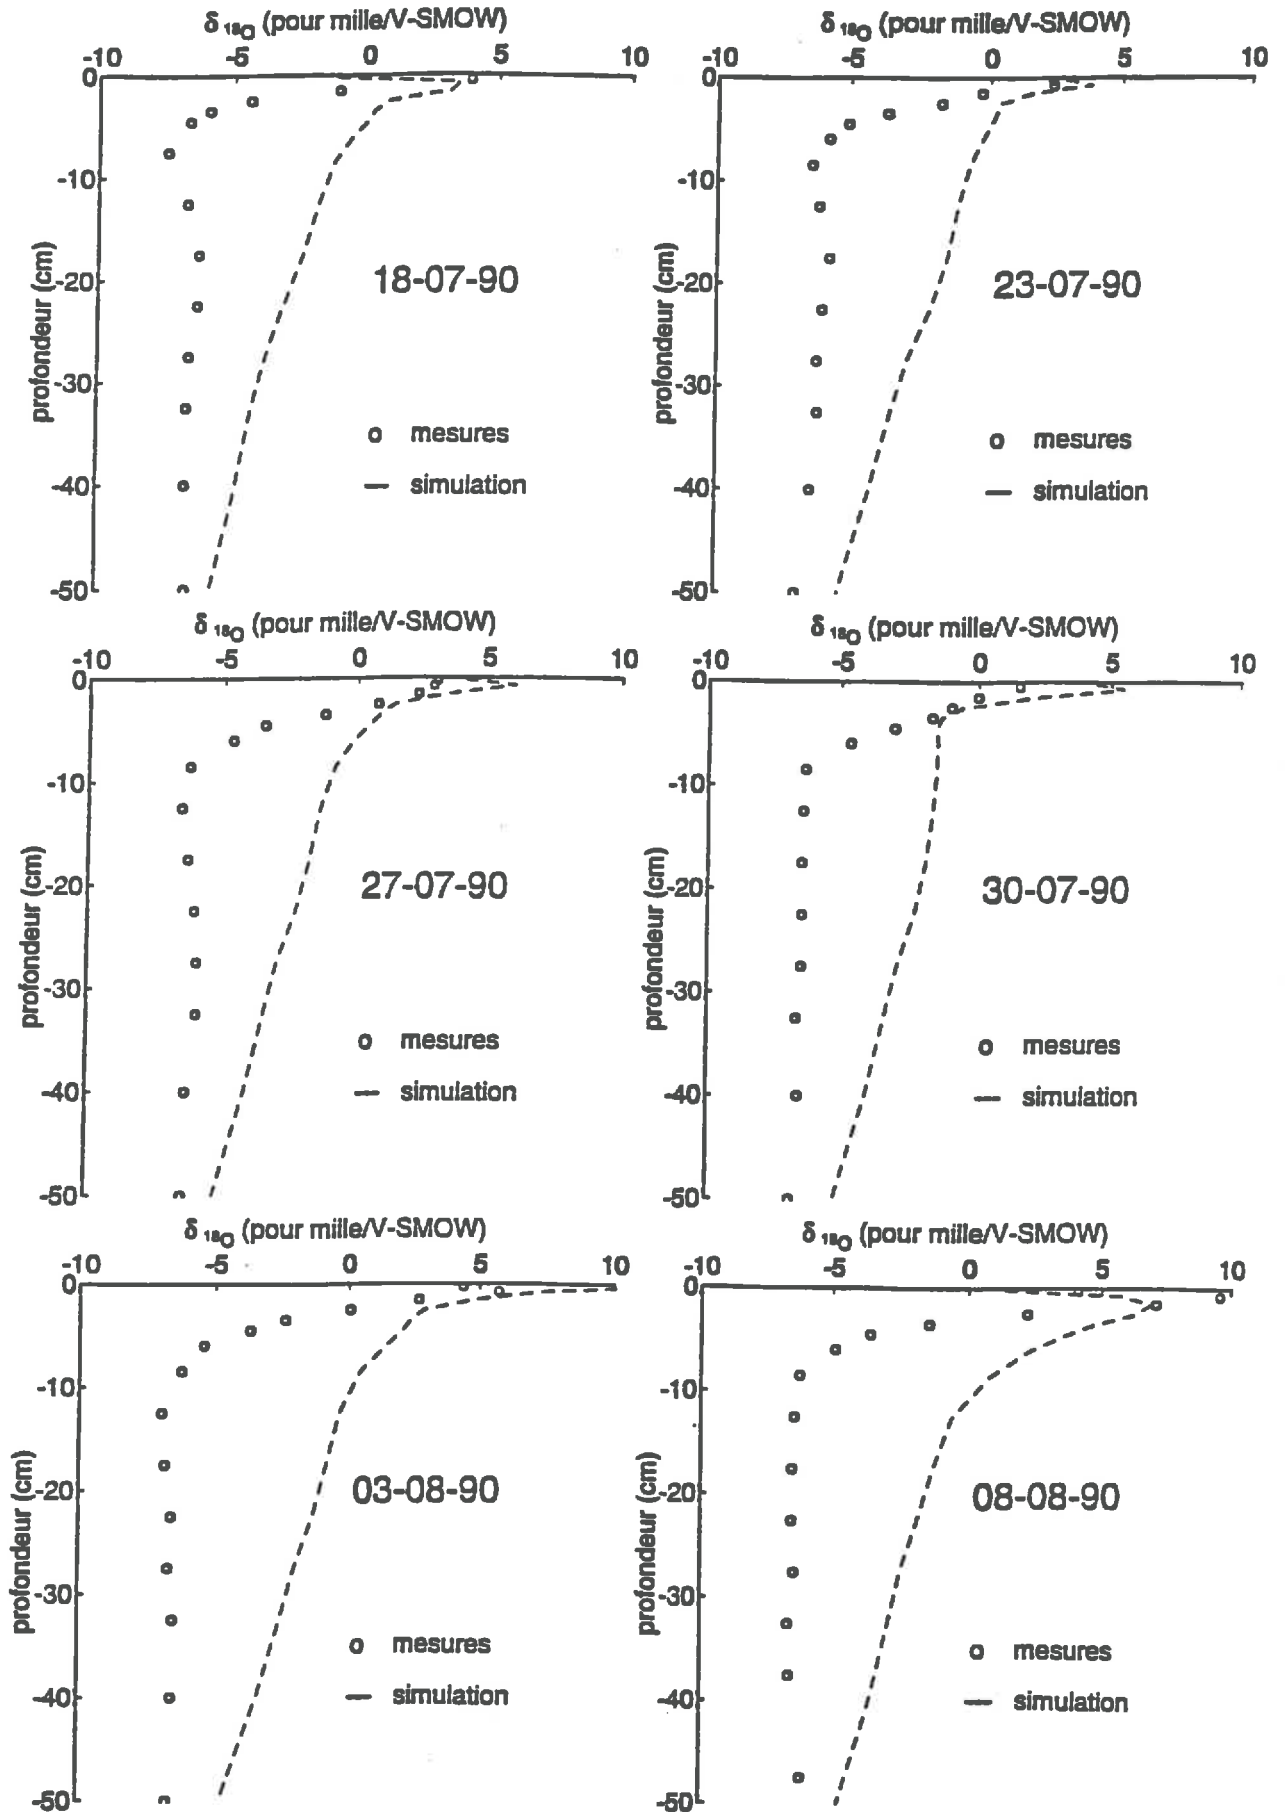 δ 18O (pour mille/V-SMOW)
-10 -5 0 5 10
0
-10
-20
-30
-40
-50
profondeur (cm)
18-07-90
o mesures
— simulation
δ 18O (pour mille/V-SMOW)
-10 -5 0 5 10
0
-10
-20
-30
-40
-50
profondeur (cm)
23-07-90
o mesures
— simulation
δ 18O (pour mille/V-SMOW)
-10 -5 0 5 10
0
-10
-20
-30
-40
-50
profondeur (cm)
27-07-90
o mesures
— simulation
δ 18O (pour mille/V-SMOW)
-10 -5 0 5 10
0
-10
-20
-30
-40
-50
profondeur (cm)
30-07-90
o mesures
— simulation
δ 18O (pour mille/V-SMOW)
-10 -5 0 5 10
0
-10
-20
-30
-40
-50
profondeur (cm)
03-08-90
o mesures
— simulation
δ 18O (pour mille/V-SMOW)
-10 -5 0 5 10
0
-10
-20
-30
-40
-50
profondeur (cm)
08-08-90
o mesures
— simulation